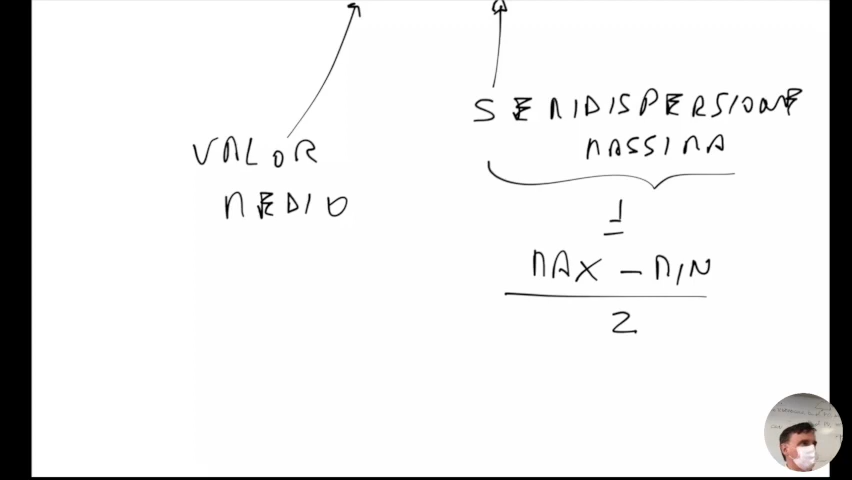 VALOR
MEDIO
SEMIDISPERSIONE
MASSIMA
MAX - MIN
2